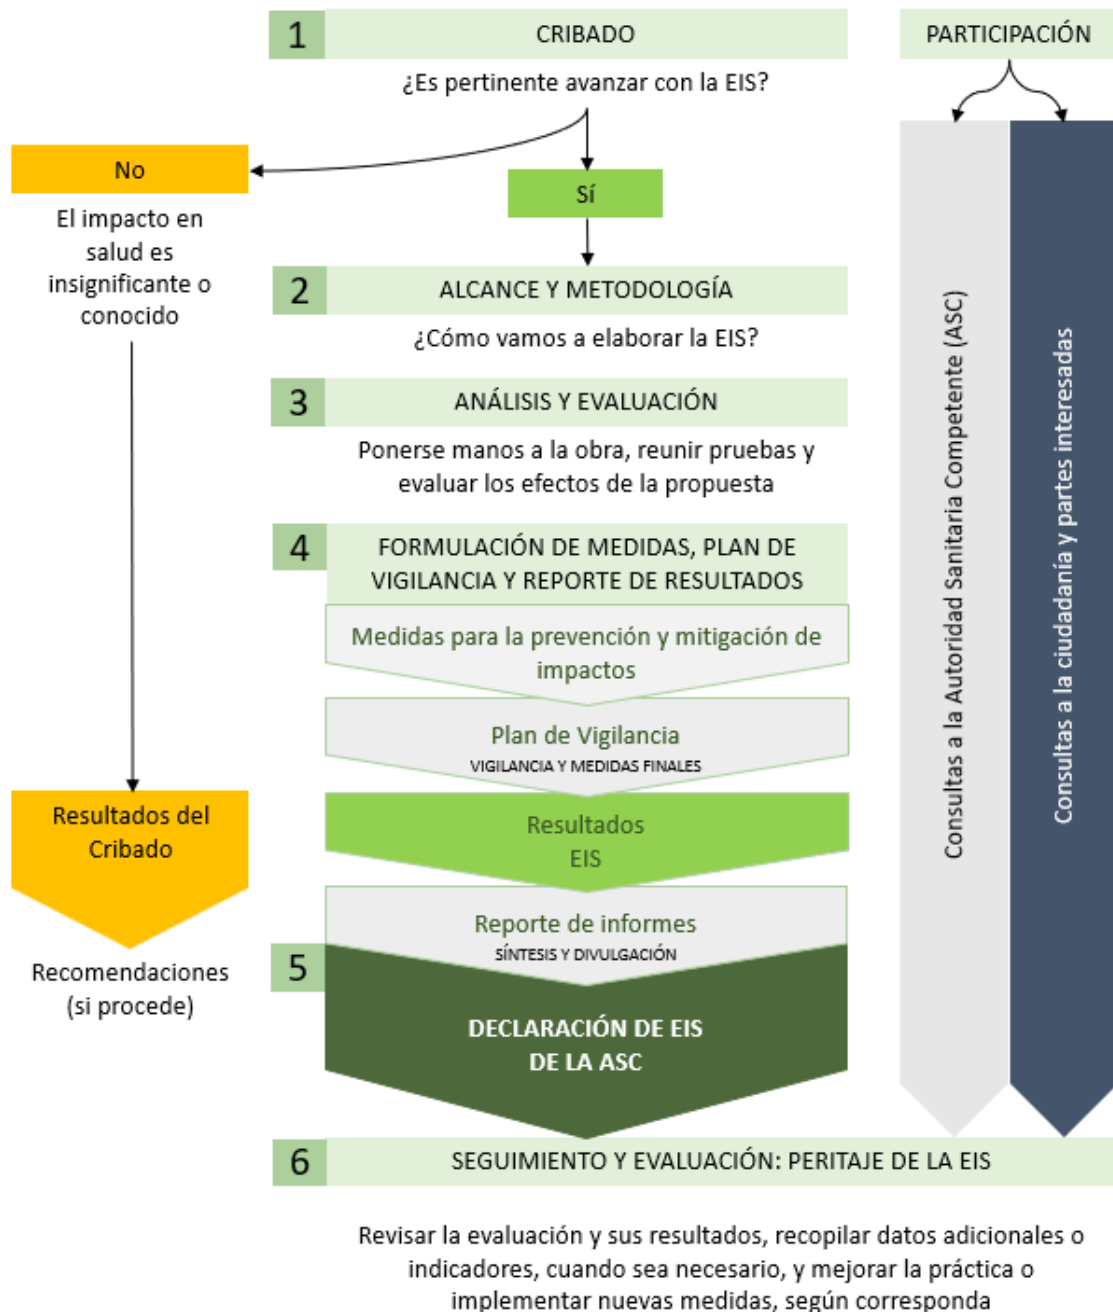 1
CRIBADO
PARTICIPACIÓN
¿Es pertinente avanzar con la EIS?
No
Sí
El impacto en
salud es
insignificante o
conocido
2
ALCANCE Y METODOLOGÍA
¿Cómo vamos a elaborar la EIS?
3
ANÁLISIS Y EVALUACIÓN
Ponerse manos a la obra, reunir pruebas y
evaluar los efectos de la propuesta
4
FORMULACIÓN DE MEDIDAS, PLAN DE
VIGILANCIA Y REPORTE DE RESULTADOS
Medidas para la prevención y mitigación de
impactos
Plan de Vigilancia
VIGILANCIA Y MEDIDAS FINALES
Resultados
EIS
Reporte de informes
SÍNTESIS Y DIVULGACIÓN
Resultados del
Cribado
Recomendaciones
(si procede)
5
DECLARACIÓN DE EIS
DE LA ASC
Consultas a la Autoridad Sanitaria Competente (ASC)
Consultas a la ciudadanía y partes interesadas
6
SEGUIMIENTO Y EVALUACIÓN: PERITAJE DE LA EIS
Revisar la evaluación y sus resultados, recopilar datos adicionales o
indicadores, cuando sea necesario, y mejorar la práctica o
implementar nuevas medidas, según corresponda